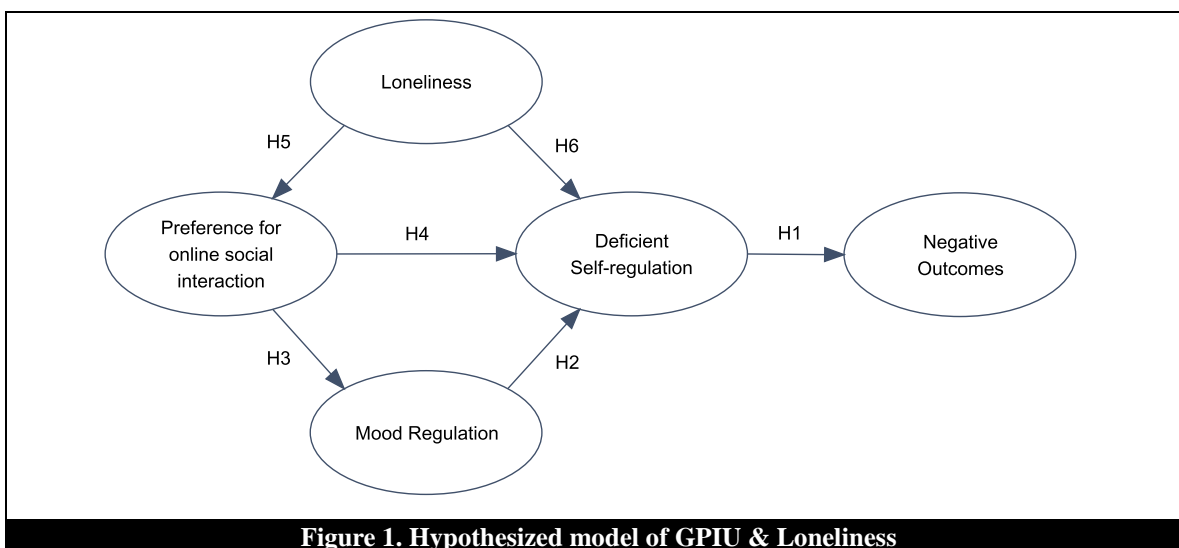 Loneliness
H5
H6
Preference for
online social
interaction
H4
Deficient
Self-regulation
H1
Negative
Outcomes
H3
H2
Mood Regulation
Figure 1. Hypothesized model of GPIU & Loneliness